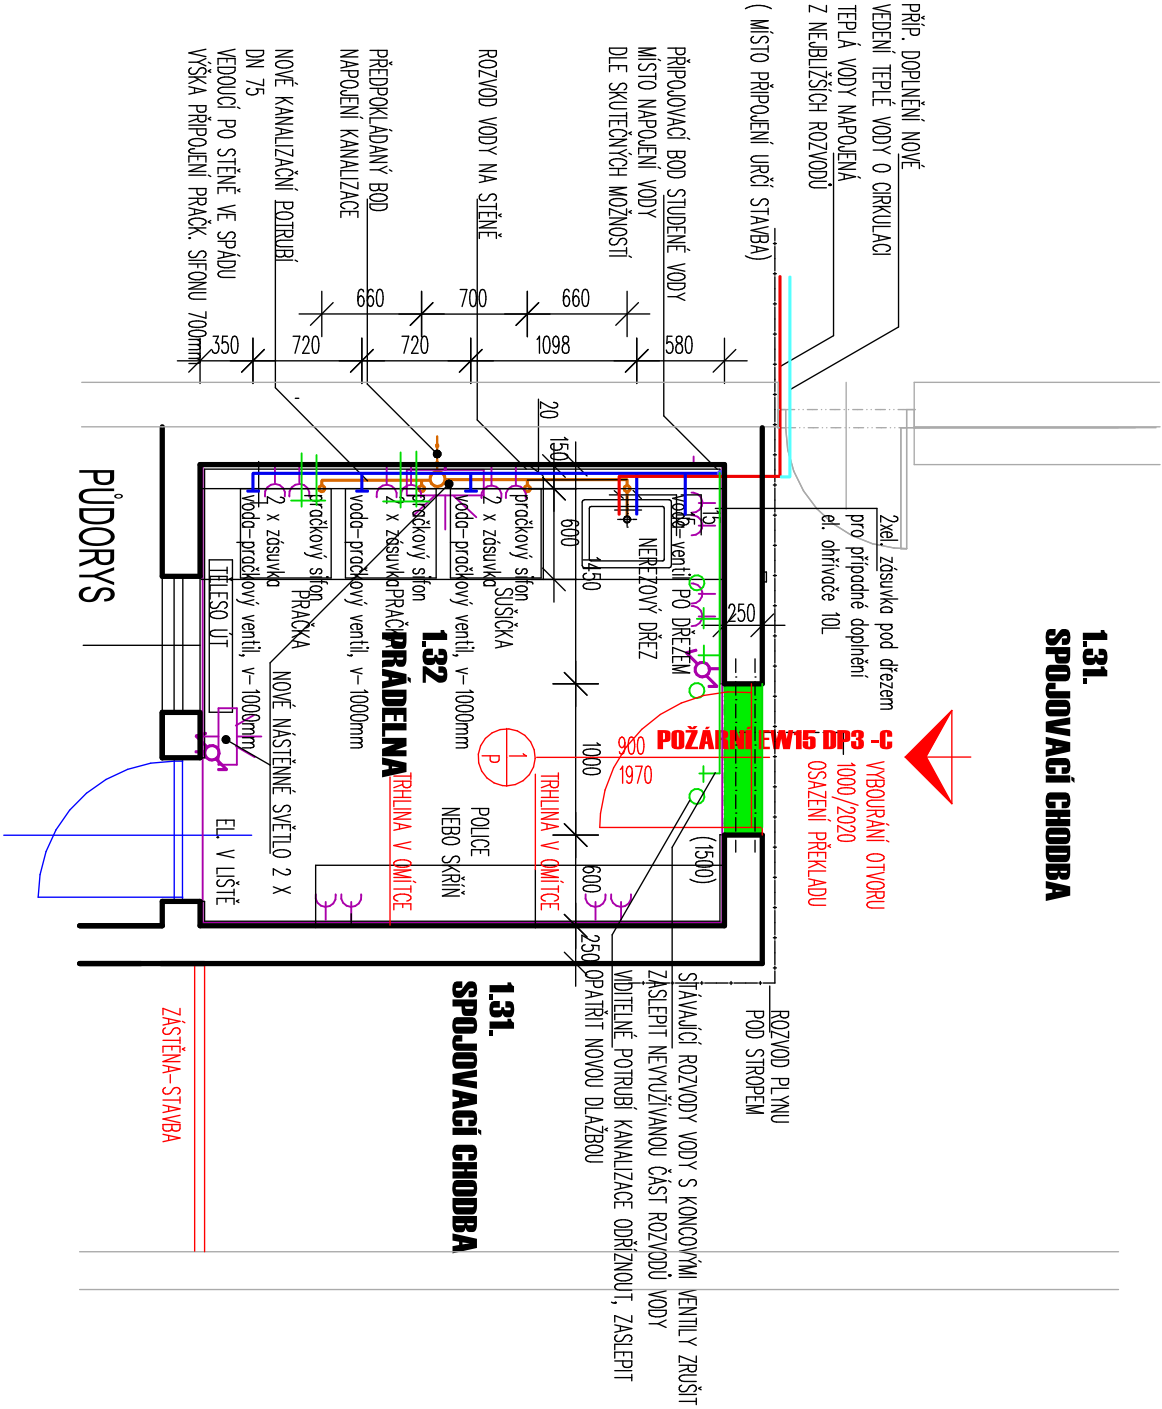 PŘÍP. DOPLNĚNÍ NOVÉ
VEDENÍ TEPLÉ VODY O CIRKULACI
TEPLÁ VODY NAPOJENÁ
Z NEJBLIŽŠÍCH ROZVODŮ
( MÍSTO PŘIPOJENÍ URČÍ STAVBA)
PŘIPOJOVACÍ BOD STUDENÉ VODY
MÍSTO NAPOJENÍ VODY
DLE SKUTEČNÝCH MOŽNOSTÍ
ROZVOD VODY NA STĚNĚ
PŘEDPOKLÁDANÝ BOD
NAPOJENÍ KANALIZACE
NOVÉ KANALIZAČNÍ POTRUBÍ
DN 75
VEDOUCÍ PO STĚNĚ VE SPÁDU
VÝŠKA PŘIPOJENÍ PRAČK. SIFONU 700mm
660
700
660
350
720
720
1098
580
20
150
600
1450
15
15
250
1000
600
250
(1500)
2xel. zásuvka pod dřezem
pro případné doplnění
el. ohřívače 10L
1.31.
SPOJOVACÍ CHODBA
voda-ventil PO DŘEZEM
NEREZOVÝ DŘEZ
pračkový sifon
SUŠIČKA
2 x zásuvka
voda-pračkový ventil, v- 1000mm
pračkový sifon
PRAČKA
2 x zásuvka
voda-pračkový ventil, v- 1000mm
pračkový sifon
PRAČKA
2 x zásuvka
voda-pračkový ventil, v- 1000mm
TELESO ÚT
PŮDORYS
1.32
PRÁDELNA
1
P
900
1970
POŽÁRNÍ EW15 DP3 -C
VYBOURÁNÍ OTVORU
1000/2020
OSAZENÍ PŘEKLADU
TRHLINA V OMÍTCE
TRHLINA V OMÍTCE
POLICE
NEBO SKŘÍŇ
NOVÉ NÁSTĚNNÉ SVĚTLO 2 X
EL. V LIŠTĚ
ROZVOD PLYNU
POD STROPEM
STÁVAJÍCÍ ROZVODY VODY S KONCOVÝMI VENTILY ZRUŠIT
ZASLEPIT NEVYUŽÍVANOU ČÁST ROZVODŮ VODY
VIDITELNÉ POTRUBÍ KANALIZACE ODŘÍZNOUT, ZASLEPIT
OPATŘIT NOVOU DLAŽBOU
1.31.
SPOJOVACÍ CHODBA
ZÁSTĚNA-STAVBA